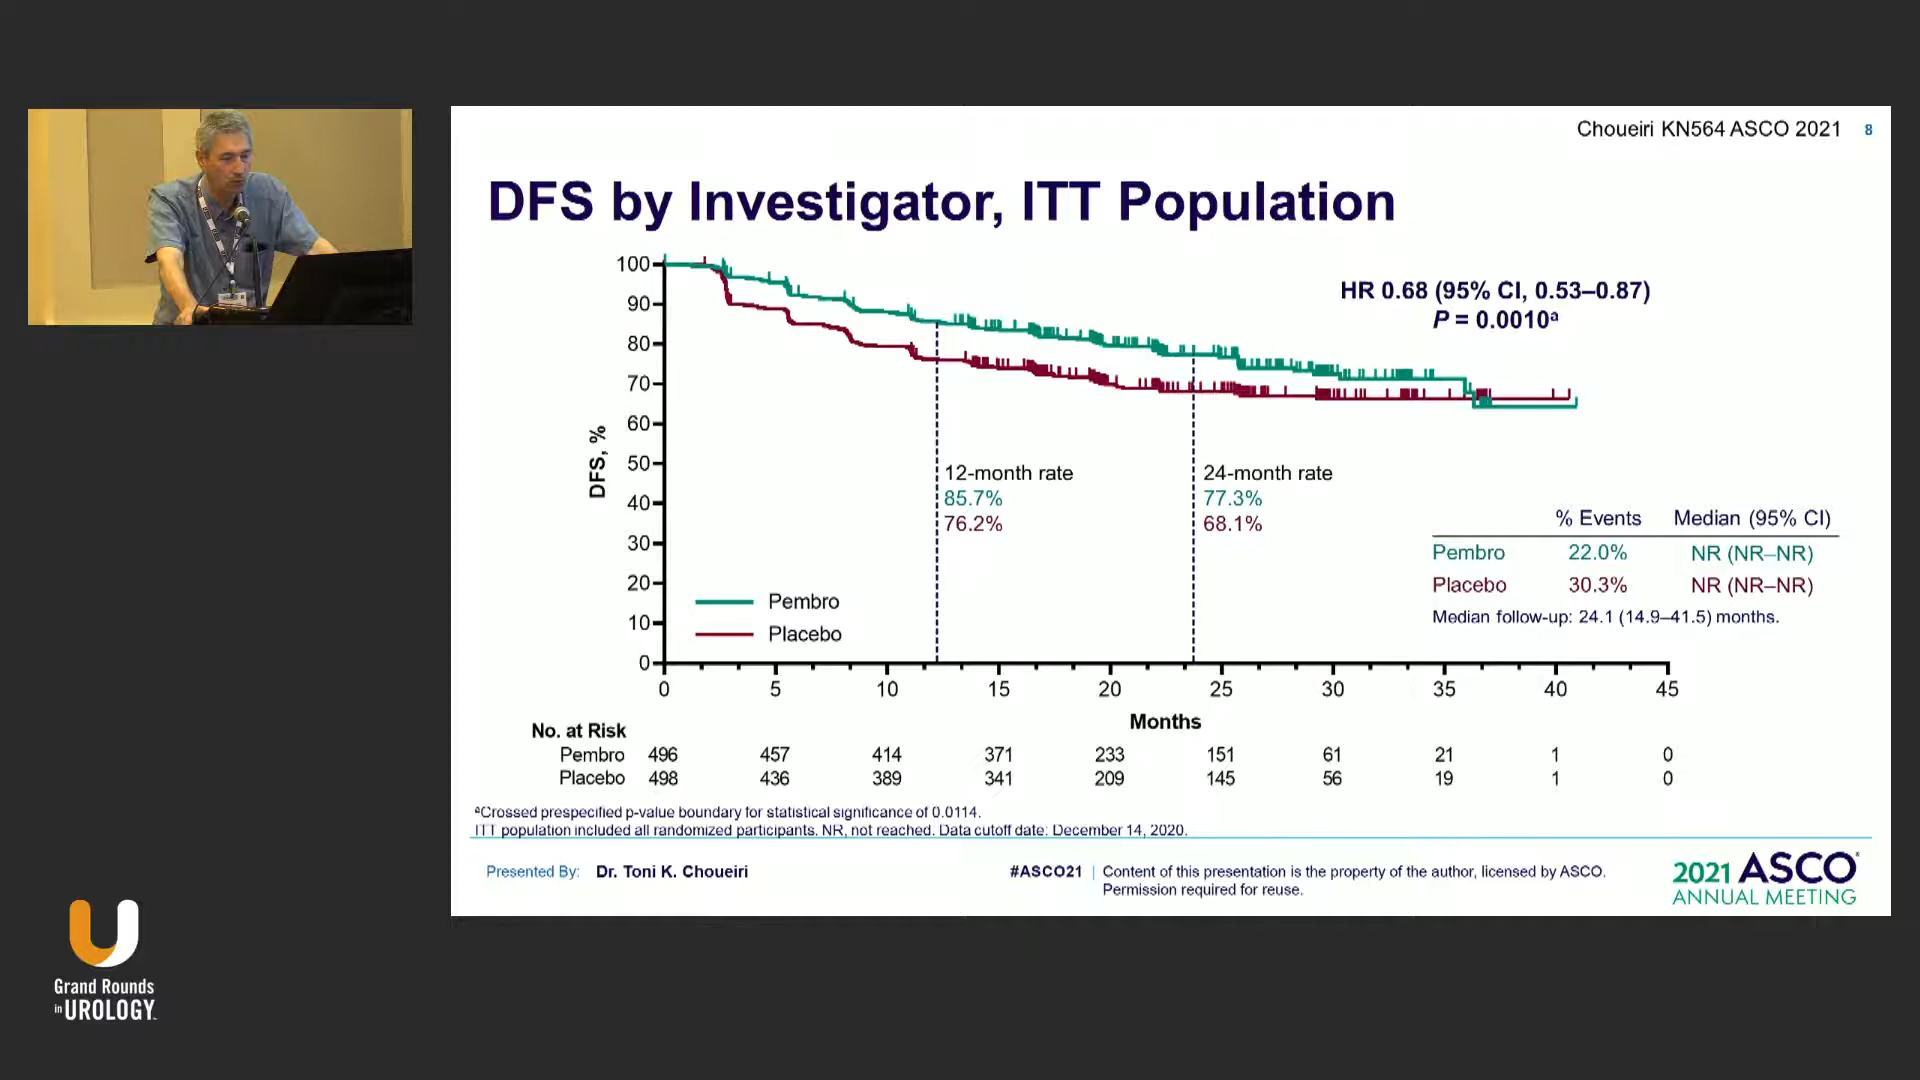 Choueiri KN564 ASCO 2021 8
DFS by Investigator, ITT Population
HR 0.68 (95% CI, 0.53–0.87)
P = 0.0010ᵃ
DFS, %
100
90
80
70
60
50
40
30
20
10
0
12-month rate
85.7%
76.2%
24-month rate
77.3%
68.1%
% Events Median (95% CI)
Pembro 22.0% NR (NR–NR)
Placebo 30.3% NR (NR–NR)
Median follow-up: 24.1 (14.9–41.5) months.
Pembro
Placebo
0 5 10 15 20 25 30 35 40 45
Months
No. at Risk
Pembro 496 457 414 371 233 151 61 21 1 0
Placebo 498 436 389 341 209 145 56 19 1 0
ᵃCrossed prespecified p-value boundary for statistical significance of 0.0114.
ITT population included all randomized participants. NR, not reached. Data cutoff date: December 14, 2020.
Presented By: Dr. Toni K. Choueiri
#ASCO21 | Content of this presentation is the property of the author, licensed by ASCO.
Permission required for reuse.
2021 ASCO
ANNUAL MEETING
Grand Rounds
in UROLOGY